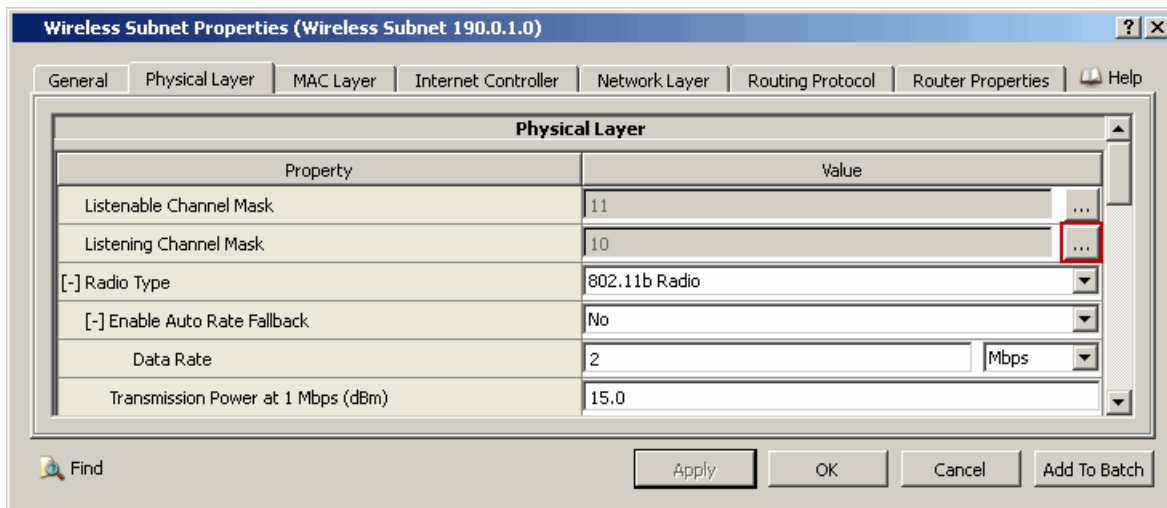 Wireless Subnet Properties (Wireless Subnet 190.0.1.0) ? X
General Physical Layer MAC Layer Internet Controller Network Layer Routing Protocol Router Properties Help
Physical Layer
Property Value
Listenable Channel Mask 11 ...
Listening Channel Mask 10 ...
[-] Radio Type 802.11b Radio
[-] Enable Auto Rate Fallback No
Data Rate 2 Mbps
Transmission Power at 1 Mbps (dBm) 15.0
Find Apply OK Cancel Add To Batch